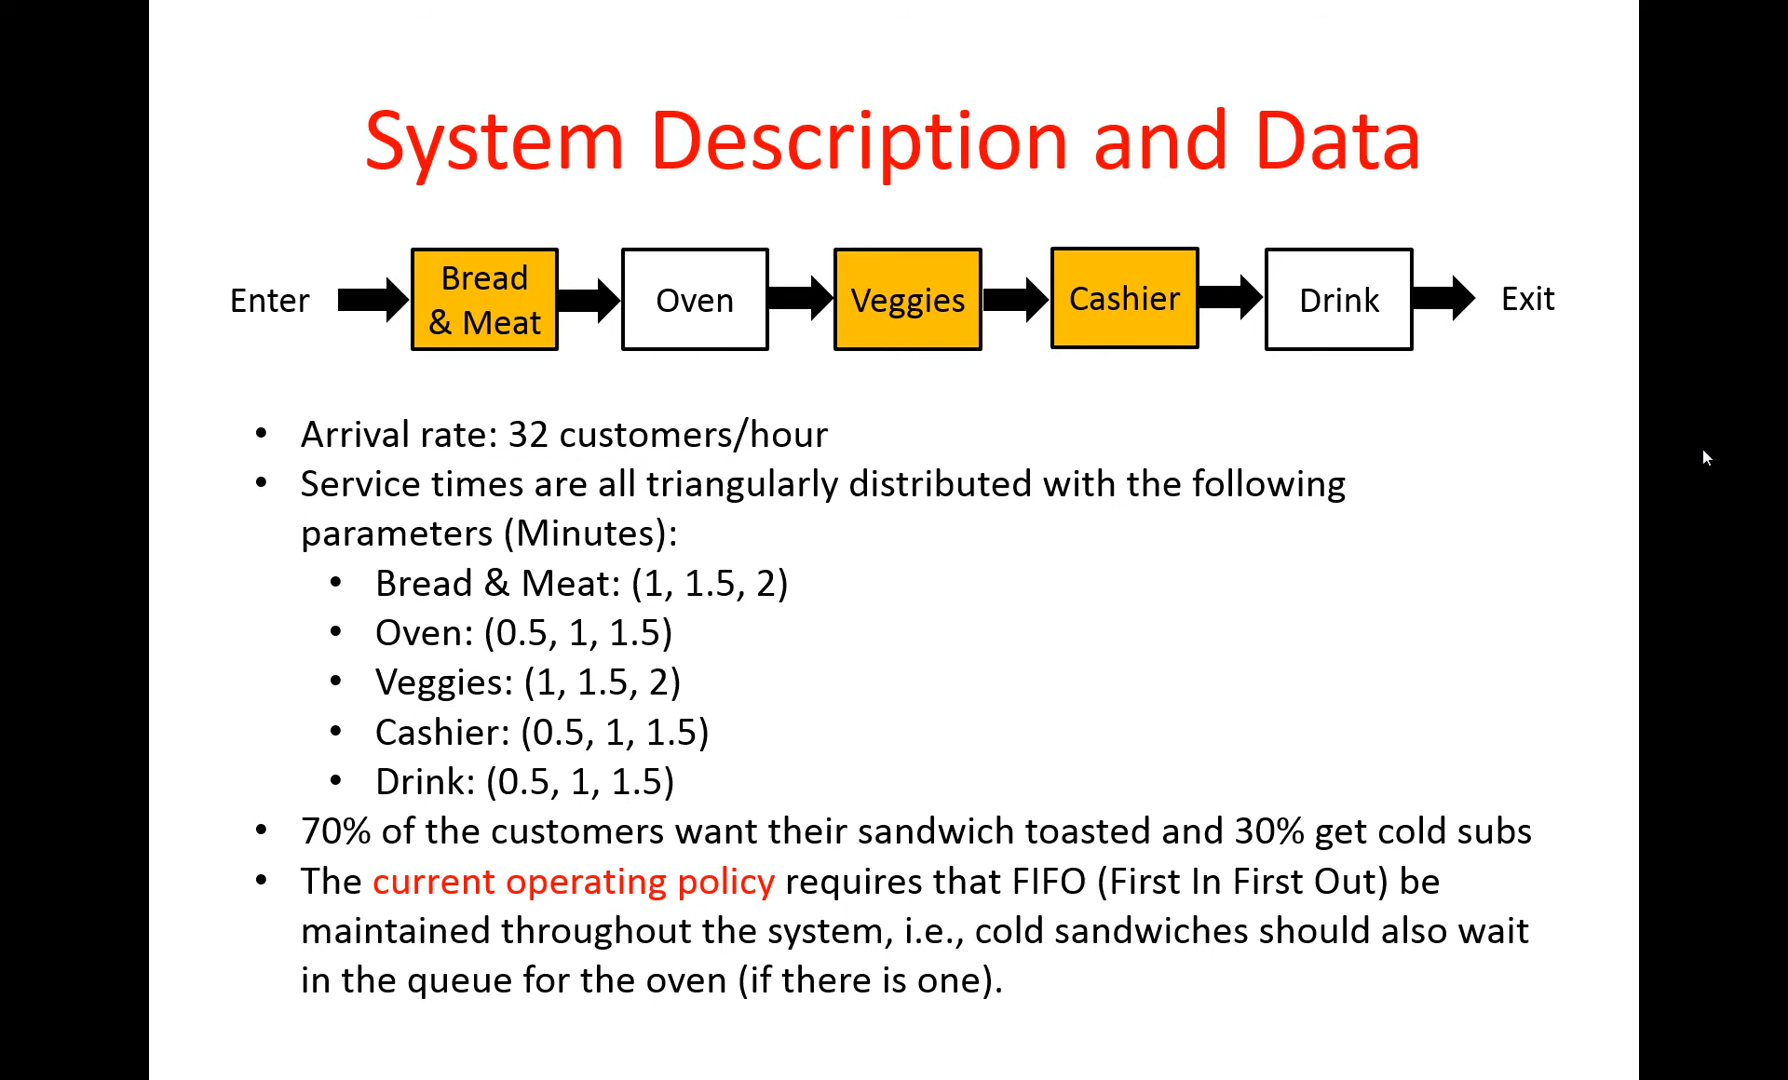 System Description and Data
Enter
Bread
& Meat
Oven
Veggies
Cashier
Drink
Exit
• Arrival rate: 32 customers/hour
• Service times are all triangularly distributed with the following
parameters (Minutes):
• Bread & Meat: (1, 1.5, 2)
• Oven: (0.5, 1, 1.5)
• Veggies: (1, 1.5, 2)
• Cashier: (0.5, 1, 1.5)
• Drink: (0.5, 1, 1.5)
• 70% of the customers want their sandwich toasted and 30% get cold subs
• The current operating policy requires that FIFO (First In First Out) be
maintained throughout the system, i.e., cold sandwiches should also wait
in the queue for the oven (if there is one).